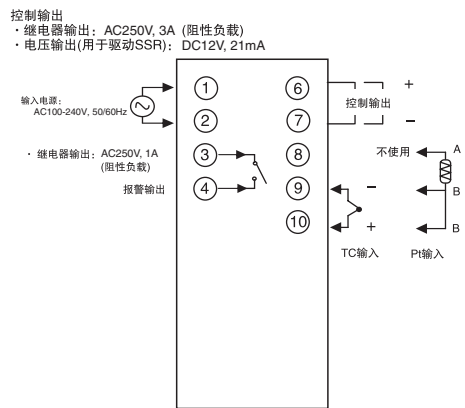 控制输出
・继电器输出：AC250V, 3A (阻性负载)
・电压输出(用于驱动SSR)：DC12V, 21mA
输入电源：
AC100-240V, 50/60Hz
・继电器输出：AC250V, 1A
(阻性负载)
报警输出
1
2
3
4
6
7
8
9
10
+
控制输出
−
不使用
A
−
B
+
B
TC输入
Pt输入